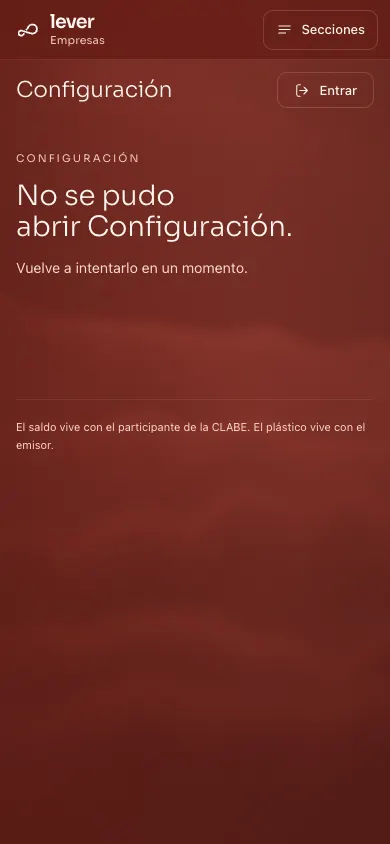 lever
Empresas
Secciones
Configuración
Entrar
CONFIGURACIÓN
No se pudo
abrir Configuración.
Vuelve a intentarlo en un momento.
El saldo vive con el participante de la CLABE. El plástico vive con el
emisor.